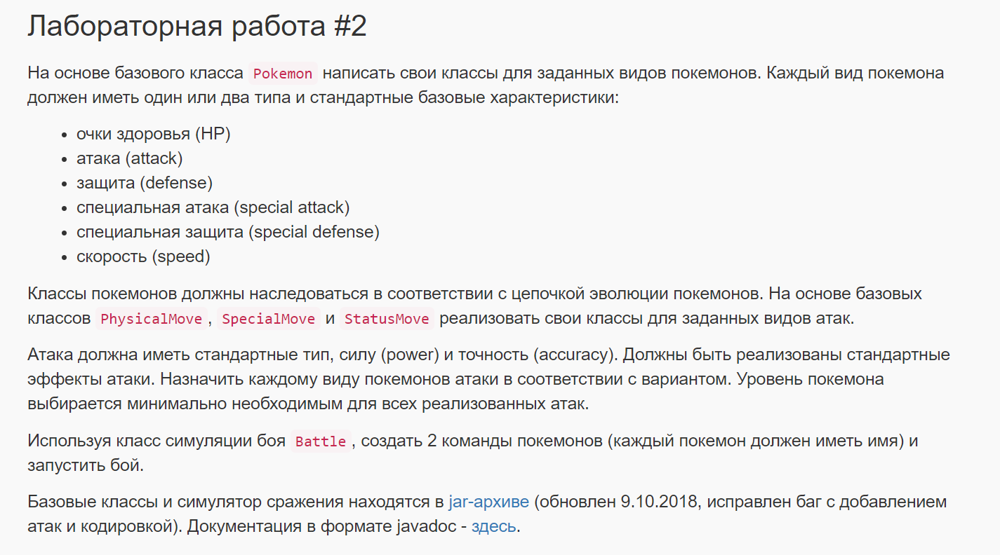 Лабораторная работа #2
На основе базового класса Pokemon написать свои классы для заданных видов покемонов. Каждый вид покемона
должен иметь один или два типа и стандартные базовые характеристики:
• очки здоровья (HP)
• атака (attack)
• защита (defense)
• специальная атака (special attack)
• специальная защита (special defense)
• скорость (speed)
Классы покемонов должны наследоваться в соответствии с цепочкой эволюции покемонов. На основе базовых
классов PhysicalMove, SpecialMove и StatusMove реализовать свои классы для заданных видов атак.
Атака должна иметь стандартные тип, силу (power) и точность (accuracy). Должны быть реализованы стандартные
эффекты атаки. Назначить каждому виду покемонов атаки в соответствии с вариантом. Уровень покемона
выбирается минимально необходимым для всех реализованных атак.
Используя класс симуляции боя Battle, создать 2 команды покемонов (каждый покемон должен иметь имя) и
запустить бой.
Базовые классы и симулятор сражения находятся в jar-архиве (обновлен 9.10.2018, исправлен баг с добавлением
атак и кодировкой). Документация в формате javadoc - здесь.